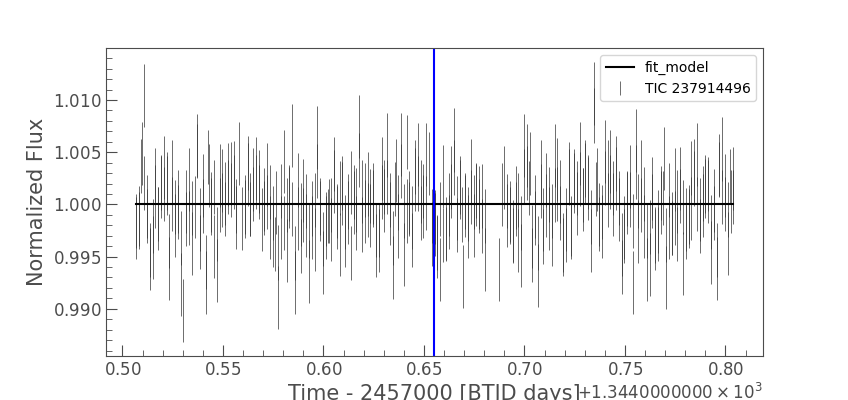 fit_model
TIC 237914496
1.010
1.005
1.000
0.995
0.990
Normalized Flux
0.50 0.55 0.60 0.65 0.70 0.75 0.80
Time - 2457000 [BTJD days]
+1.3440000000 × 10³